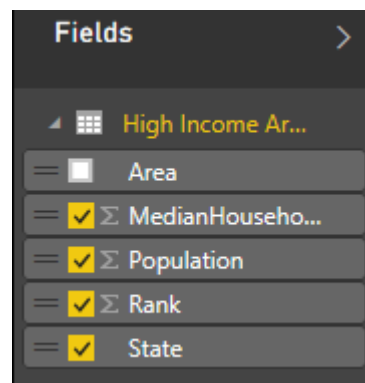 Fields
High Income Ar...
Area
Σ MedianHouseho...
Σ Population
Σ Rank
State